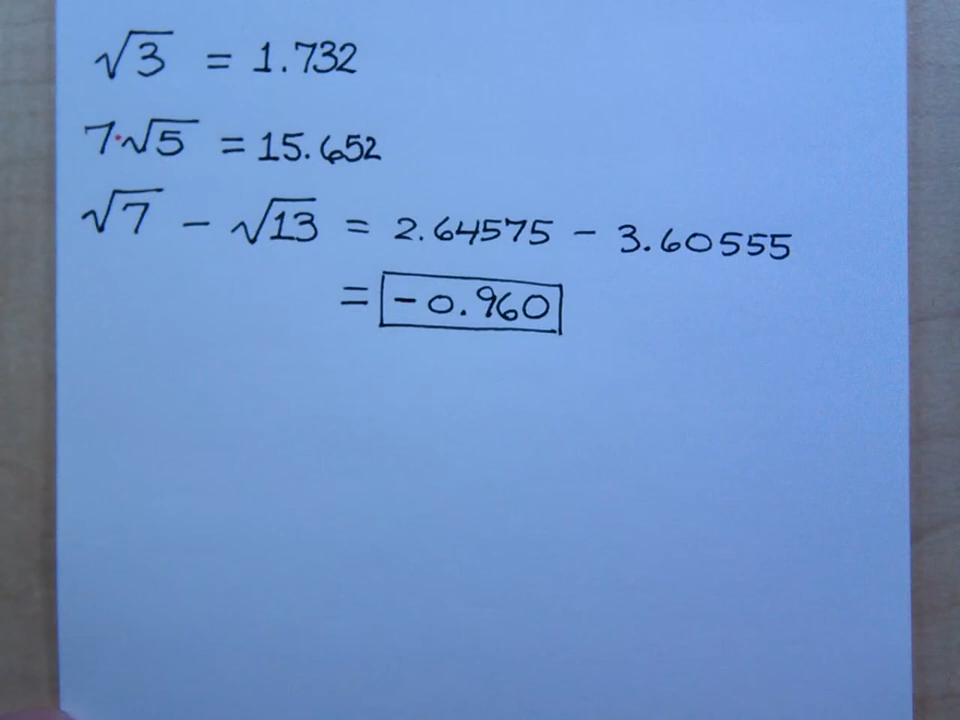 √3 = 1.732
7·√5 = 15.652
√7 - √13 = 2.64575 - 3.60555
= -0.960